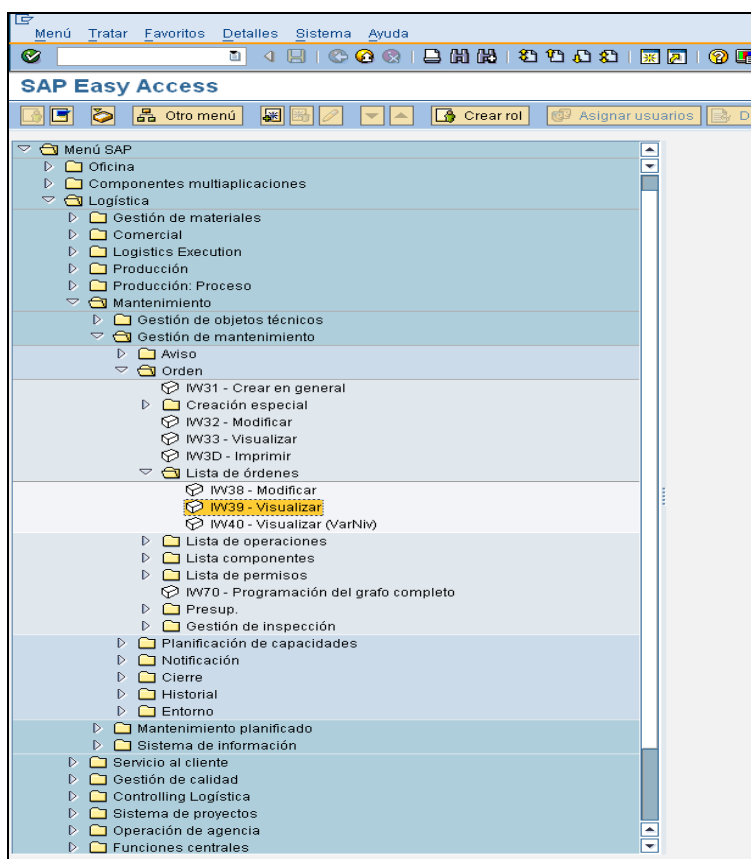 Menú Tratar Favoritos Detalles Sistema Ayuda
SAP Easy Access
Otro menú Crear rol Asignar usuarios D
Menú SAP
Oficina
Componentes multiaplicaciones
Logística
Gestión de materiales
Comercial
Logistics Execution
Producción
Producción: Proceso
Mantenimiento
Gestión de objetos técnicos
Gestión de mantenimiento
Aviso
Orden
IW31 - Crear en general
Creación especial
IW32 - Modificar
IW33 - Visualizar
IW3D - Imprimir
Lista de órdenes
IW38 - Modificar
IW39 - Visualizar
IW40 - Visualizar (VarNiv)
Lista de operaciones
Lista componentes
Lista de permisos
IW70 - Programación del grafo completo
Presup.
Gestión de inspección
Planificación de capacidades
Notificación
Cierre
Historial
Entorno
Mantenimiento planificado
Sistema de información
Servicio al cliente
Gestión de calidad
Controlling Logística
Sistema de proyectos
Operación de agencia
Funciones centrales